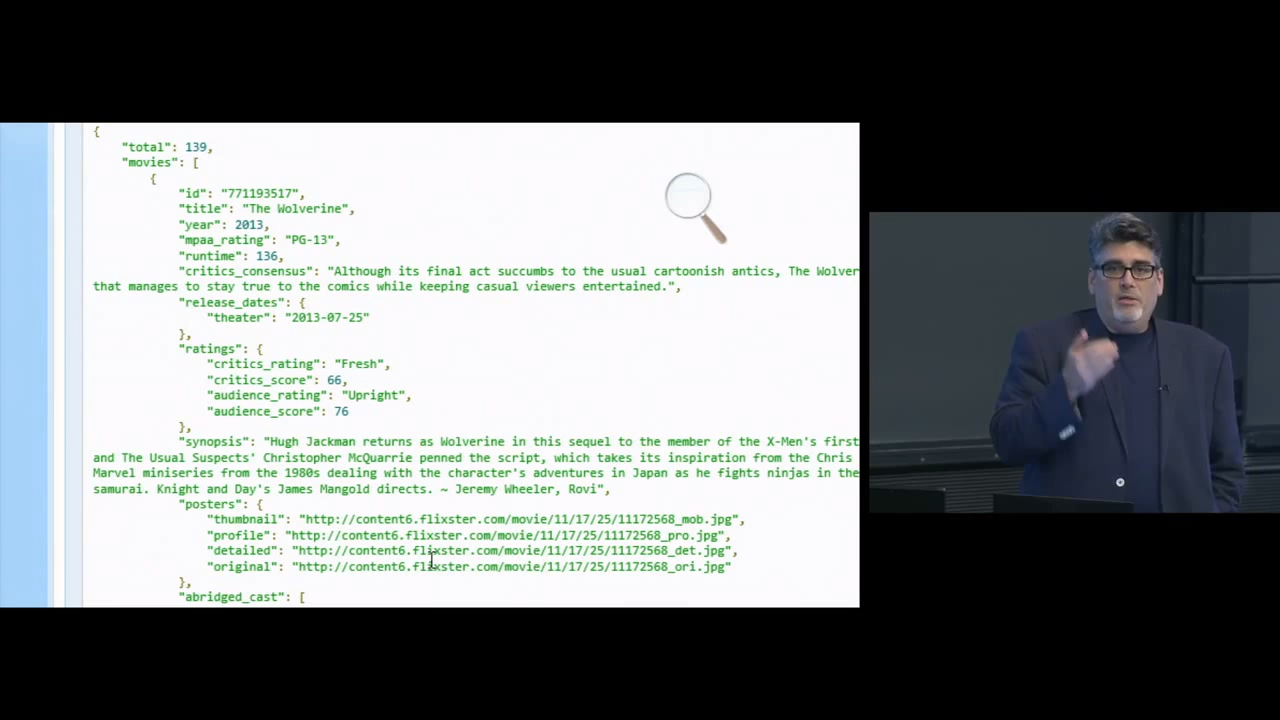 {
"total": 139,
"movies": [
{
"id": "771193517",
"title": "The Wolverine",
"year": 2013,
"mpaa_rating": "PG-13",
"runtime": 136,
"critics_consensus": "Although its final act succumbs to the usual cartoonish antics, The Wolver
that manages to stay true to the comics while keeping casual viewers entertained.",
"release_dates": {
"theater": "2013-07-25"
},
"ratings": {
"critics_rating": "Fresh",
"critics_score": 66,
"audience_rating": "Upright",
"audience_score": 76
},
"synopsis": "Hugh Jackman returns as Wolverine in this sequel to the member of the X-Men's first
and The Usual Suspects' Christopher McQuarrie penned the script, which takes its inspiration from the Chris
Marvel miniseries from the 1980s dealing with the character's adventures in Japan as he fights ninjas in the
samurai. Knight and Day's James Mangold directs. ~ Jeremy Wheeler, Rovi",
"posters": {
"thumbnail": "http://content6.flixster.com/movie/11/17/25/11172568_mob.jpg",
"profile": "http://content6.flixster.com/movie/11/17/25/11172568_pro.jpg",
"detailed": "http://content6.flixster.com/movie/11/17/25/11172568_det.jpg",
"original": "http://content6.flixster.com/movie/11/17/25/11172568_ori.jpg"
},
"abridged_cast": [